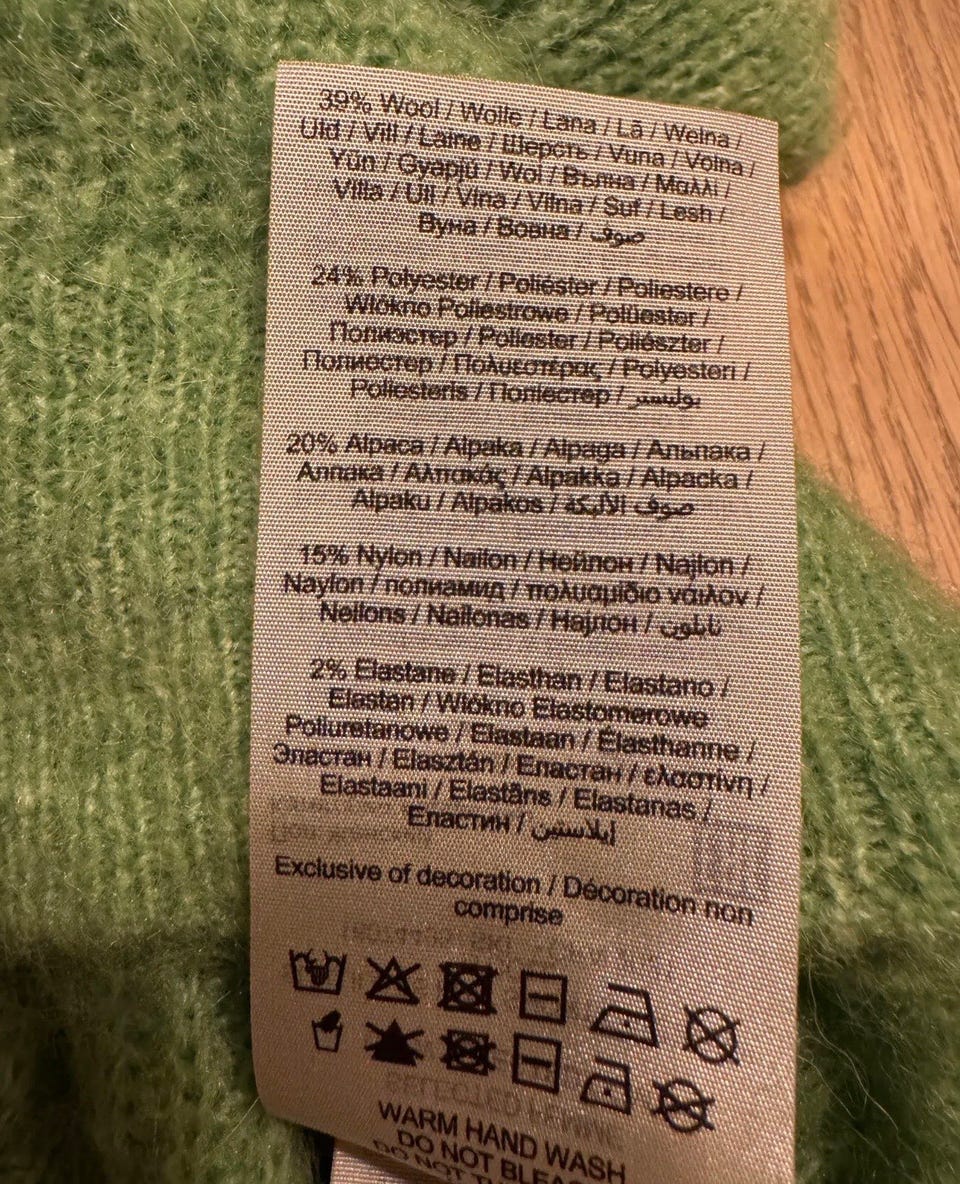 39% Wool / Wolle / Lana / Lã / Wełna /
Uld / Vill / Laine / Шерсть / Vuna / Volna /
Yün / Gyapjú / Wol / Вълна / Μαλλί /
Villa / Ull / Vlna / Vilna / Suf / Lesh /
Вуна / Вовна / صوف
24% Polyester / Poliéster / Poliestere /
Włókno Poliestrowe / Polüester /
Полиэстер / Poliester / Poliészter /
Полиестер / Πολυεστέρας / Polyesteri /
Poliesteris / Поліестер / بوليستر
20% Alpaca / Alpaka / Alpaga / Альпака /
Алпака / Αλπακάς / Alpakka / Alpacka /
Alpaku / Alpakos / صوف الألبكة
15% Nylon / Nailon / Нейлон / Najlon /
Naylon / полиамид / πολυαμίδιο νάιλον /
Neilons / Nailonas / Најлон / نايلون
2% Elastane / Elasthan / Elastano /
Elastan / Włókno Elastomerowe
Poliuretanowe / Elastaan / Élasthanne /
Эластан / Elasztán / Еластан / ελαστίνη /
Elastaani / Elastāns / Elastanas /
Еластин / إيلاستين
Exclusive of decoration / Décoration non
comprise
WARM HAND WASH
DO NOT
DO NOT